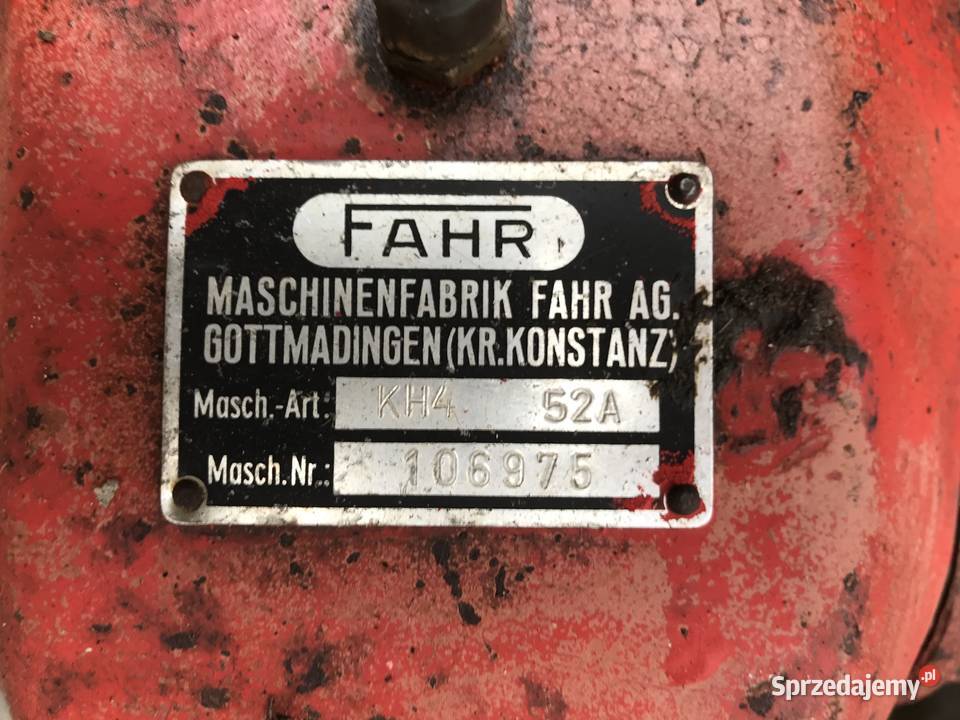 FAHR
MASCHINENFABRIK FAHR AG.
GOTTMADINGEN (KR.KONSTANZ)
Masch.-Art: KH4 52A
Masch.Nr.: 106975
Sprzedajemy.pl